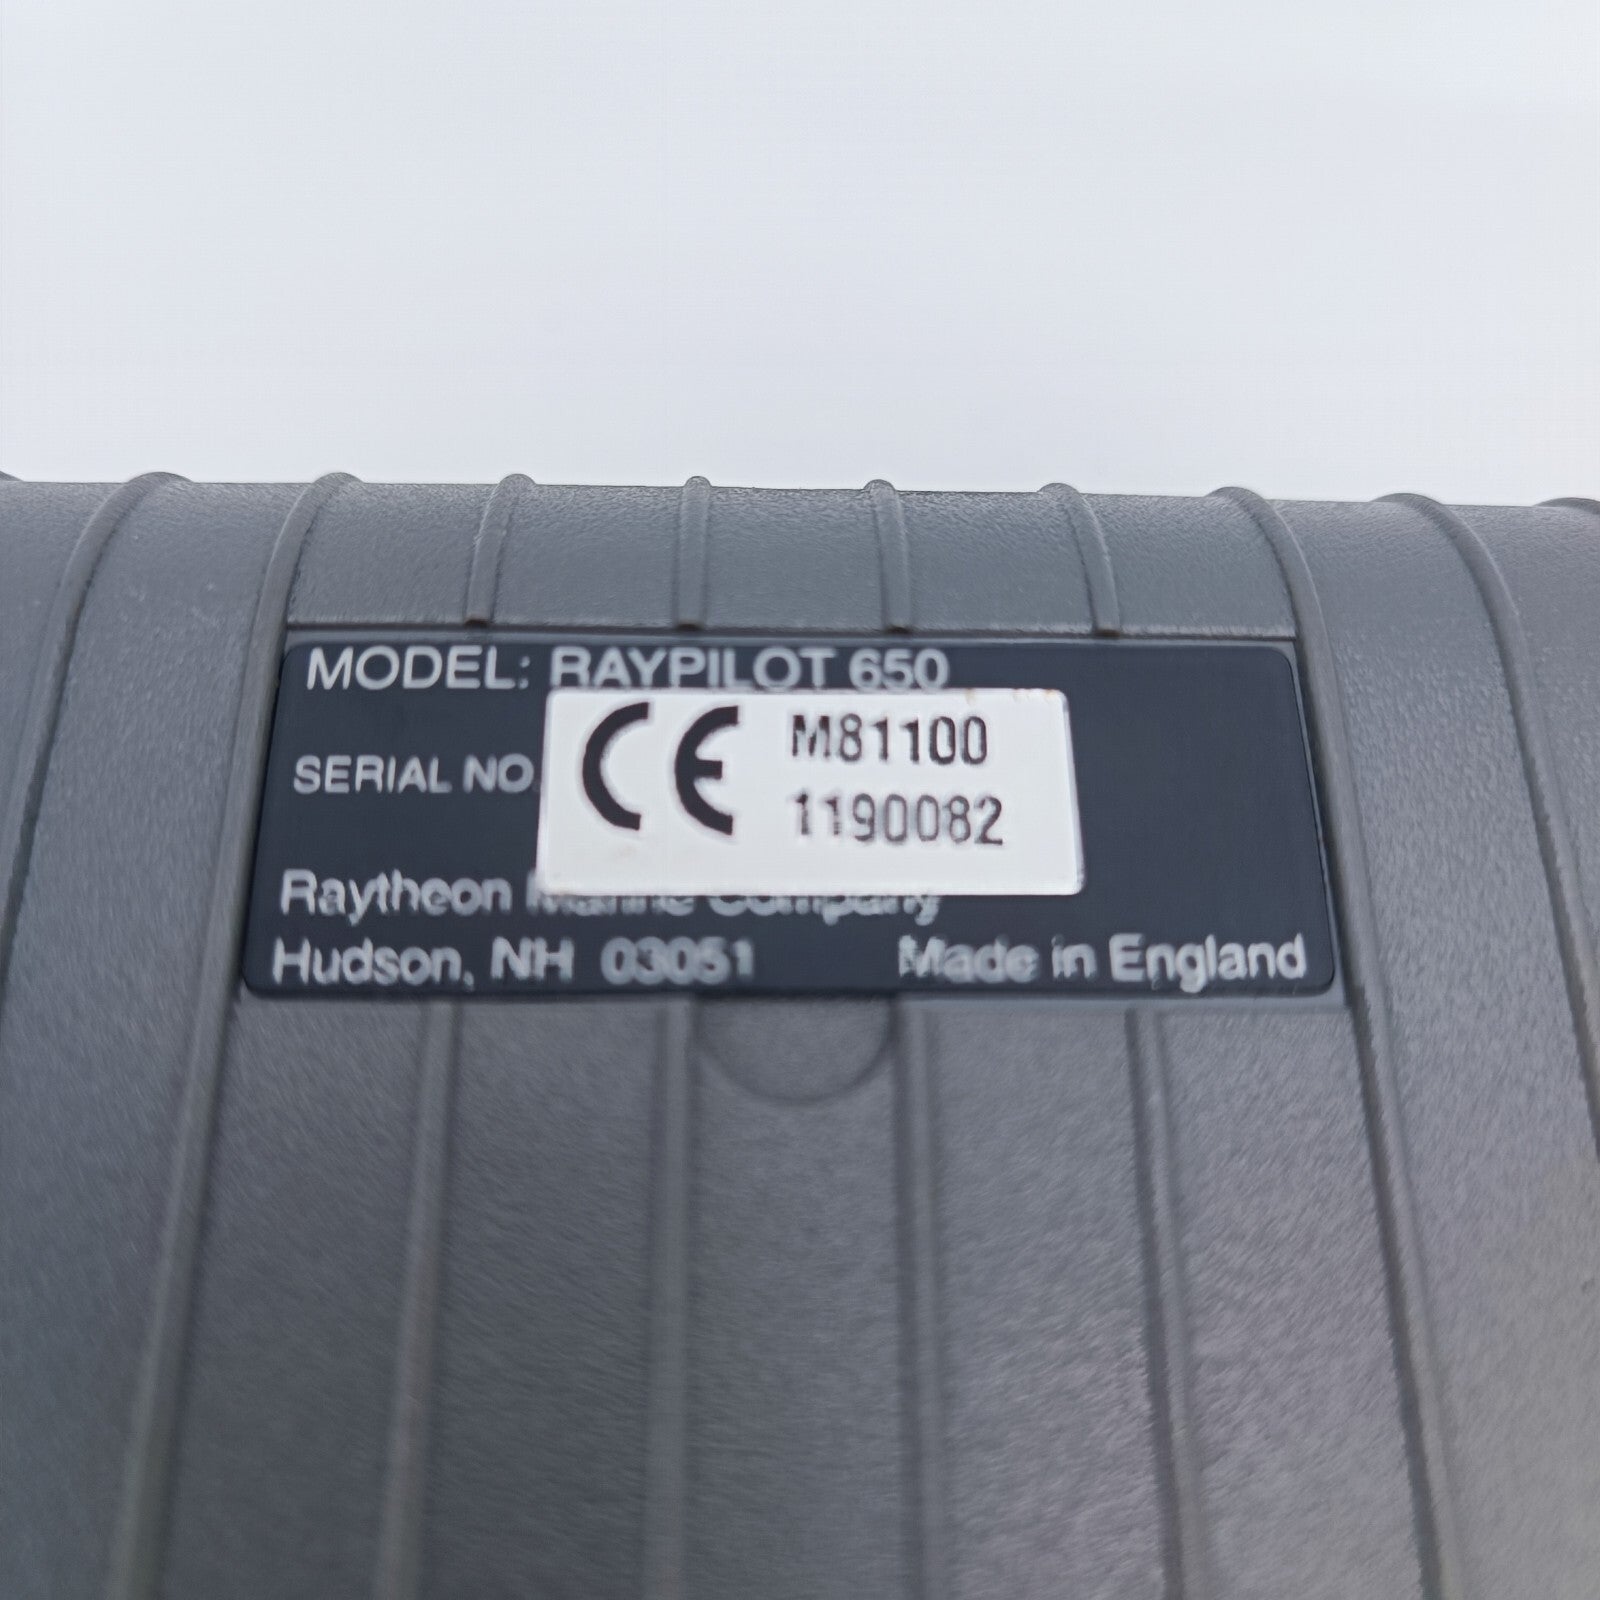 MODEL: RAYPILOT 650
CE M81100
SERIAL NO. 1190082
Raytheon Marine Company
Hudson, NH 03051 Made in England